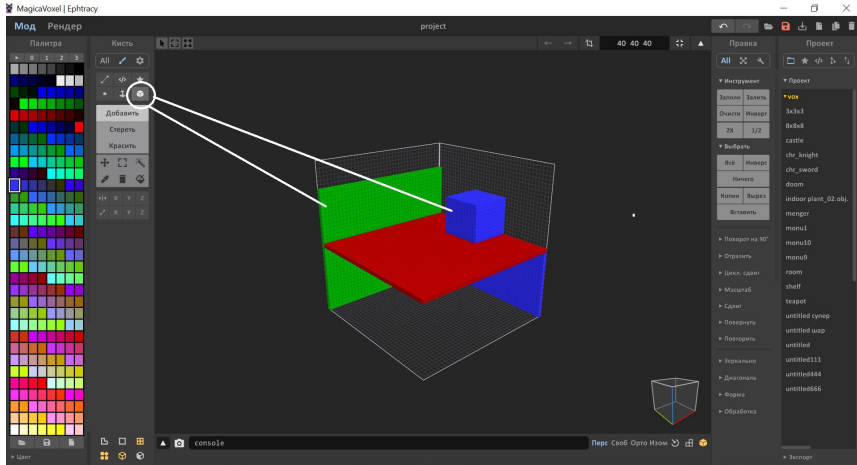 MagicaVoxel | Ephtracy
Мод Рендер
project
Палитра
Кисть
40 40 40
Правка
Проект
0 1 2 3
All
All
Инструмент
Проект
Заполн Залить
vox
Добавить
Очисти Инверт
3x3x3
Стереть
2X 1/2
8x8x8
Красить
Выбрать
castle
Всё Инверс
chr_knight
Ничего
chr_sword
Копии Вырез
doom
Вставить
indoor plant_02.obj.
X Y Z
menger
X Y Z
monu1
Поворот на 90°
monu10
Отразить
monu9
Цикл. сдвиг
room
Масштаб
shelf
Сдвиг
teapot
Повернуть
untitled супер
Повторить
untitled шар
untitled
Зеркально
untitled111
Диагональ
untitled444
Форма
untitled666
Обработка
console
Перс Своб Орто Изом
Цвет
Экспорт